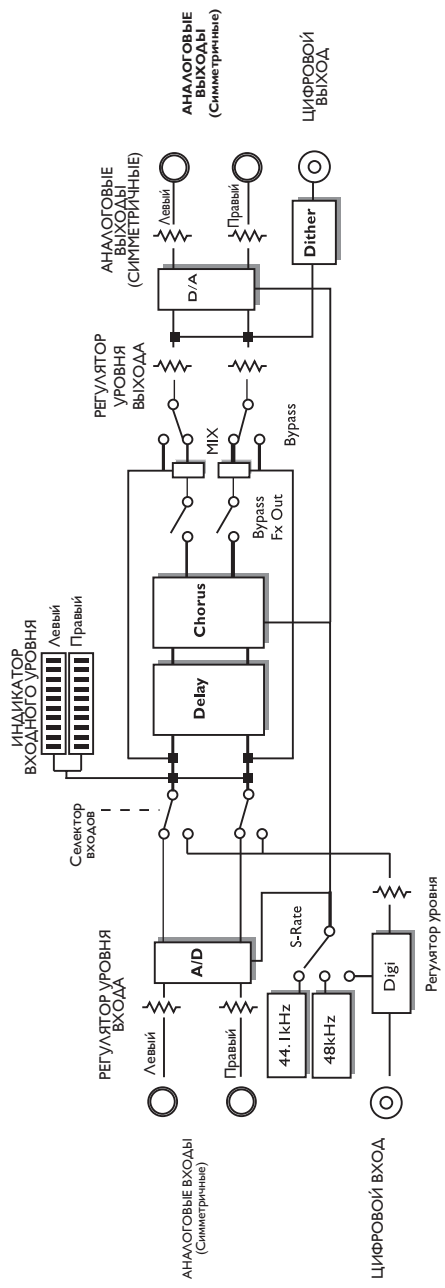 АНАЛОГОВЫЕ ВХОДЫ
(Симметричные)
ЦИФРОВОЙ ВХОД
РЕГУЛЯТОР УРОВНЯ
ВХОДА
Левый
Правый
A/D
44.1kHz
48kHz
S-Rate
Digi
Регулятор уровня
Селектор
входов
ИНДИКАТОР
ВХОДНОГО УРОВНЯ
Левый
Правый
Delay
Chorus
Bypass
Fx Out
MIX
Bypass
РЕГУЛЯТОР
УРОВНЯ
ВЫХОДА
D/A
АНАЛОГОВЫЕ
ВЫХОДЫ
(СИММЕТРИЧНЫЕ)
Левый
Правый
Dither
АНАЛОГОВЫЕ
ВЫХОДЫ
(Симметричные)
ЦИФРОВОЙ
ВЫХОД